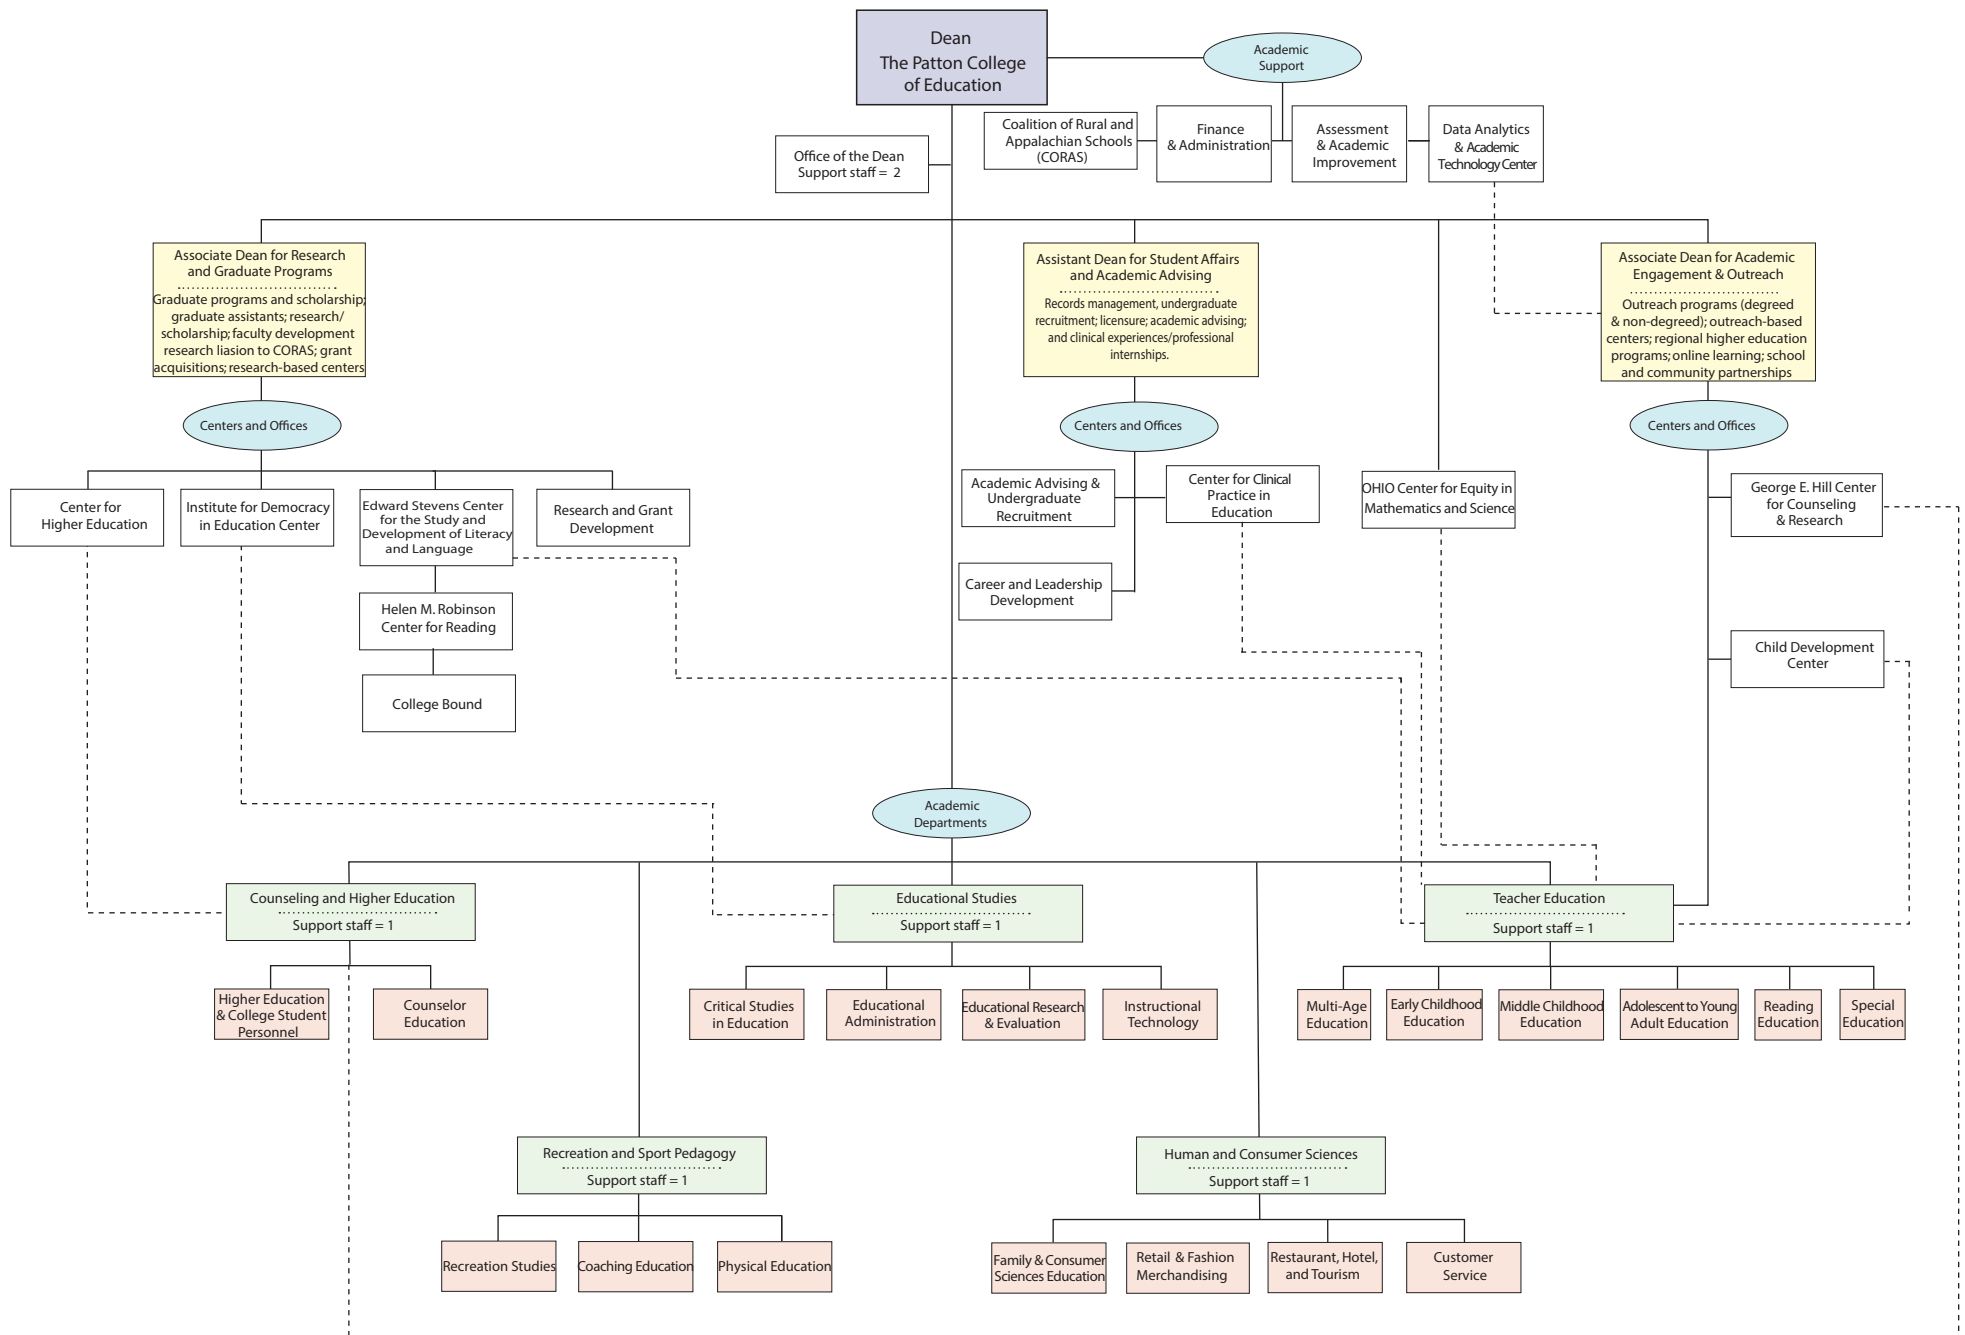 Dean
The Patton College
of Education
Academic
Support
Office of the Dean
Support staff = 2
Coalition of Rural and
Appalachian Schools
(CORAS)
Finance
& Administration
Assessment
& Academic
Improvement
Data Analytics
& Academic
Technology Center
Associate Dean for Research
and Graduate Programs
Graduate programs and scholarship;
graduate assistants; research/
scholarship; faculty development
research liasion to CORAS; grant
acquisitions; research-based centers
Assistant Dean for Student Affairs
and Academic Advising
Records management, undergraduate
recruitment; licensure; academic advising;
and clinical experiences/professional
internships.
Associate Dean for Academic
Engagement & Outreach
Outreach programs (degreed
& non-degreed); outreach-based
centers; regional higher education
programs; online learning; school
and community partnerships
Centers and Offices
Centers and Offices
Centers and Offices
Center for
Higher Education
Institute for Democracy
in Education Center
Edward Stevens Center
for the Study and
Development of Literacy
and Language
Research and Grant
Development
Helen M. Robinson
Center for Reading
College Bound
Academic Advising &
Undergraduate
Recruitment
Center for Clinical
Practice in
Education
Career and Leadership
Development
OHIO Center for Equity in
Mathematics and Science
George E. Hill Center
for Counseling
& Research
Child Development
Center
Academic
Departments
Counseling and Higher Education
Support staff = 1
Educational Studies
Support staff = 1
Teacher Education
Support staff = 1
Higher Education
& College Student
Personnel
Counselor
Education
Critical Studies
in Education
Educational
Administration
Educational Research
& Evaluation
Instructional
Technology
Multi-Age
Education
Early Childhood
Education
Middle Childhood
Education
Adolescent to Young
Adult Education
Reading
Education
Special
Education
Recreation and Sport Pedagogy
Support staff = 1
Human and Consumer Sciences
Support staff = 1
Recreation Studies
Coaching Education
Physical Education
Family & Consumer
Sciences Education
Retail & Fashion
Merchandising
Restaurant, Hotel,
and Tourism
Customer
Service